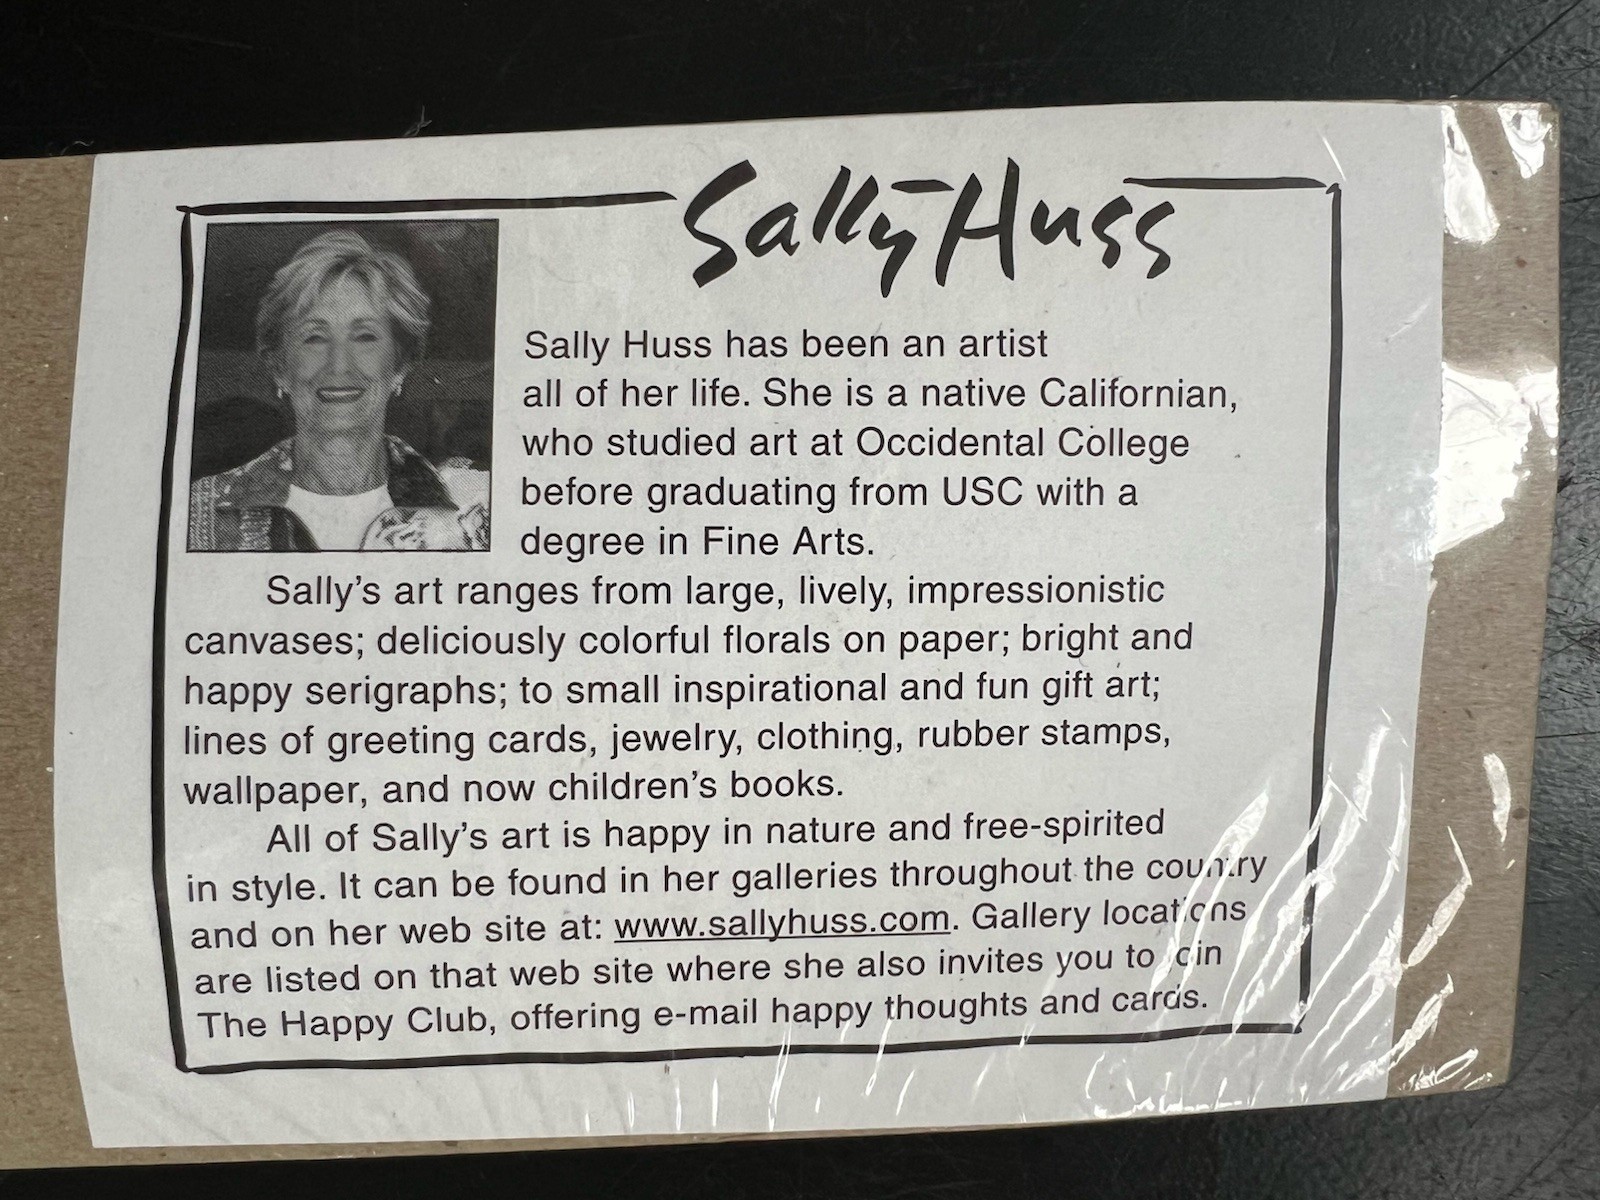 Sally Huss
Sally Huss has been an artist
all of her life. She is a native Californian,
who studied art at Occidental College
before graduating from USC with a
degree in Fine Arts.
Sally's art ranges from large, lively, impressionistic
canvases; deliciously colorful florals on paper; bright and
happy serigraphs; to small inspirational and fun gift art;
lines of greeting cards, jewelry, clothing, rubber stamps,
wallpaper, and now children's books.
All of Sally's art is happy in nature and free-spirited
in style. It can be found in her galleries throughout the country
and on her web site at: www.sallyhuss.com. Gallery locations
are listed on that web site where she also invites you to join
The Happy Club, offering e-mail happy thoughts and cards.